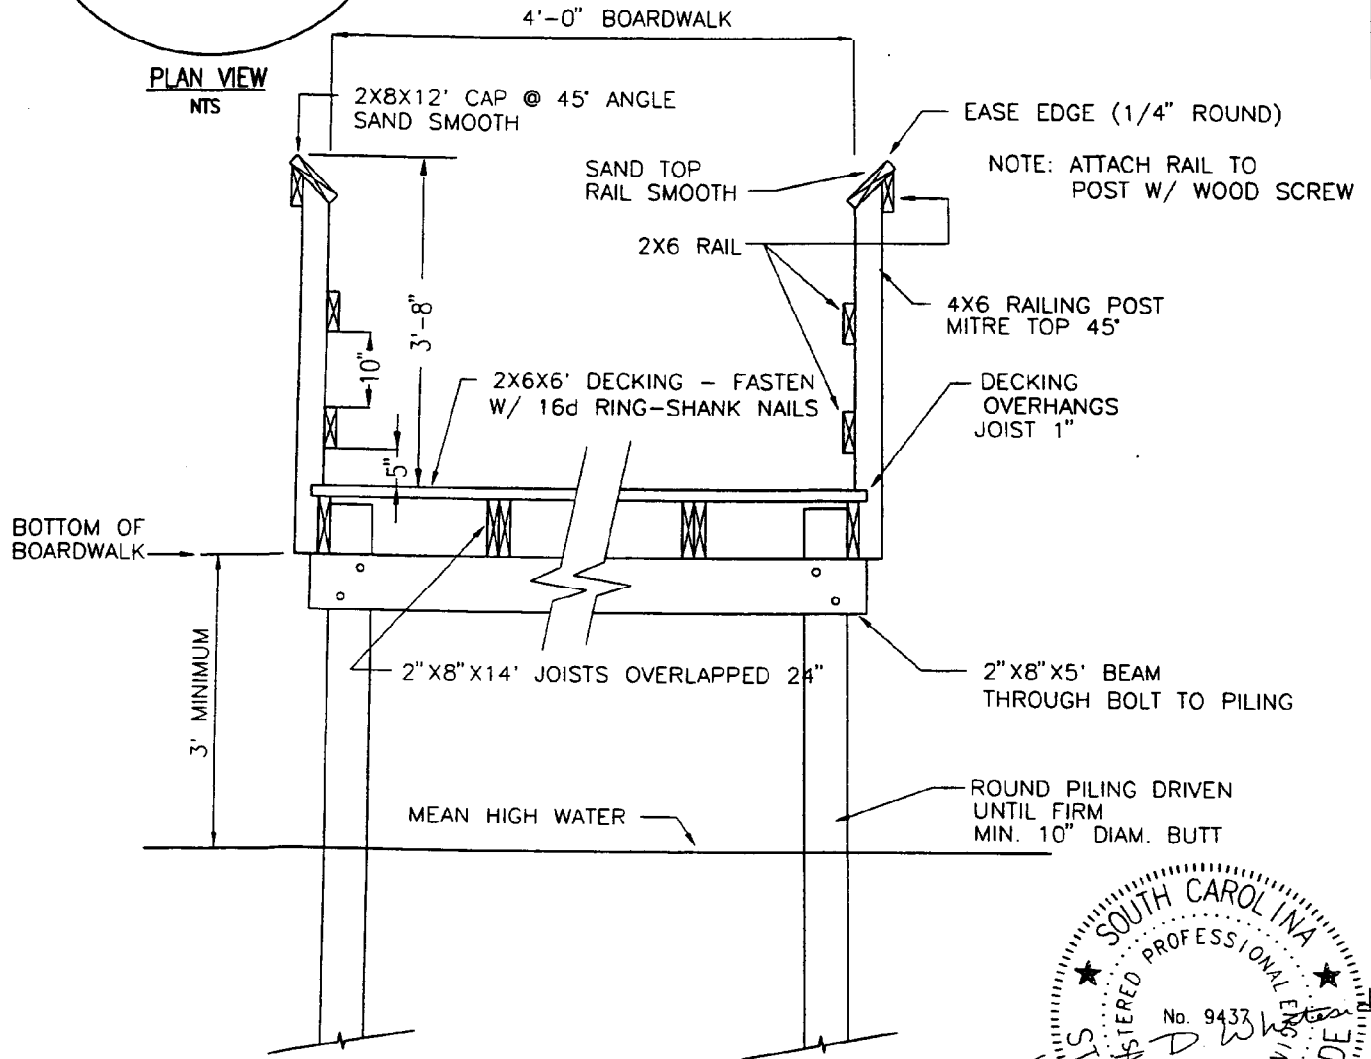 4'-0" BOARDWALK
PLAN VIEW
NTS
2X8X12' CAP @ 45° ANGLE
SAND SMOOTH
EASE EDGE (1/4" ROUND)
SAND TOP
RAIL SMOOTH
NOTE: ATTACH RAIL TO
POST W/ WOOD SCREW
2X6 RAIL
4X6 RAILING POST
MITRE TOP 45°
3'-8"
10"
2X6X6' DECKING – FASTEN
W/ 16d RING-SHANK NAILS
DECKING
OVERHANGS
JOIST 1"
5"
BOTTOM OF
BOARDWALK
3' MINIMUM
2"X8"X14' JOISTS OVERLAPPED 24"
2"X8"X5' BEAM
THROUGH BOLT TO PILING
MEAN HIGH WATER
ROUND PILING DRIVEN
UNTIL FIRM
MIN. 10" DIAM. BUTT
SOUTH CAROLINA
PROFESSIONAL
No. 9437